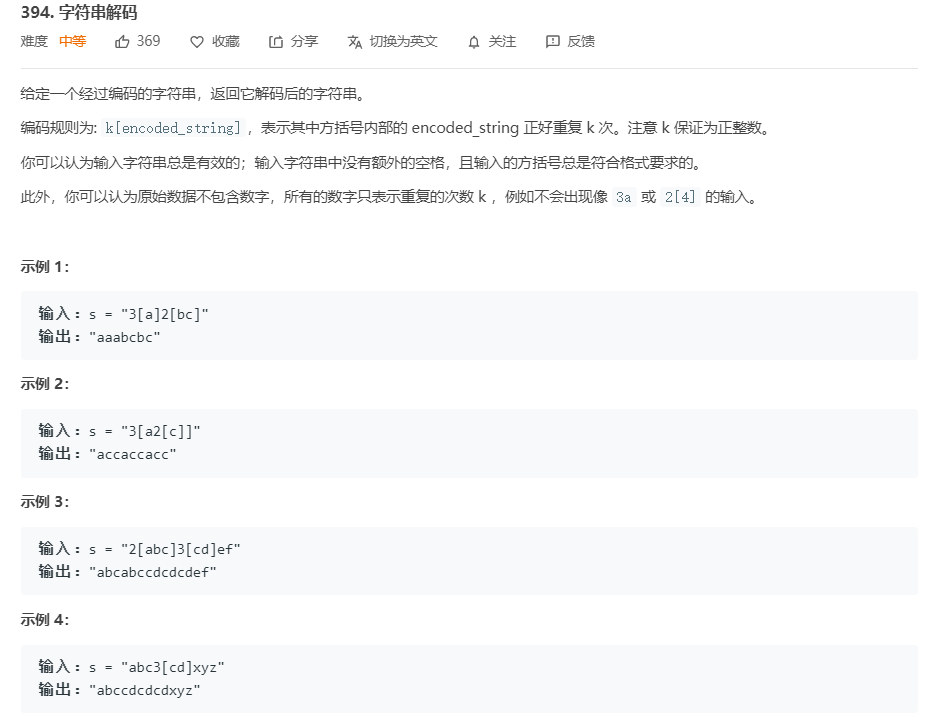 394. 字符串解码
难度 中等 369 收藏 分享 切换为英文 关注 反馈
给定一个经过编码的字符串，返回它解码后的字符串。
编码规则为: k[encoded_string]，表示其中方括号内部的 encoded_string 正好重复 k 次。注意 k 保证为正整数。
你可以认为输入字符串总是有效的；输入字符串中没有额外的空格，且输入的方括号总是符合格式要求的。
此外，你可以认为原始数据不包含数字，所有的数字只表示重复的次数 k ，例如不会出现像 3a 或 2[4] 的输入。
示例 1：
输入：s = "3[a]2[bc]"
输出："aaabcbc"
示例 2：
输入：s = "3[a2[c]]"
输出："accaccacc"
示例 3：
输入：s = "2[abc]3[cd]ef"
输出："abcabccdcdcdef"
示例 4：
输入：s = "abc3[cd]xyz"
输出："abccdcdcdxyz"